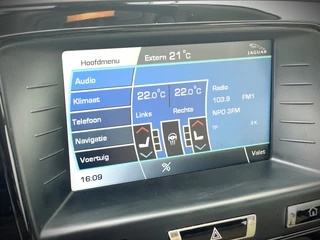 Hoofdmenu
Extern 21°C
JAGUAR
Audio
Klimaat
Telefoon
Navigatie
Voertuig
16:09
22.0°C
22.0°C
Links
Rechts
Radio
103.9 FM1
NPO 3FM
TP
Valet